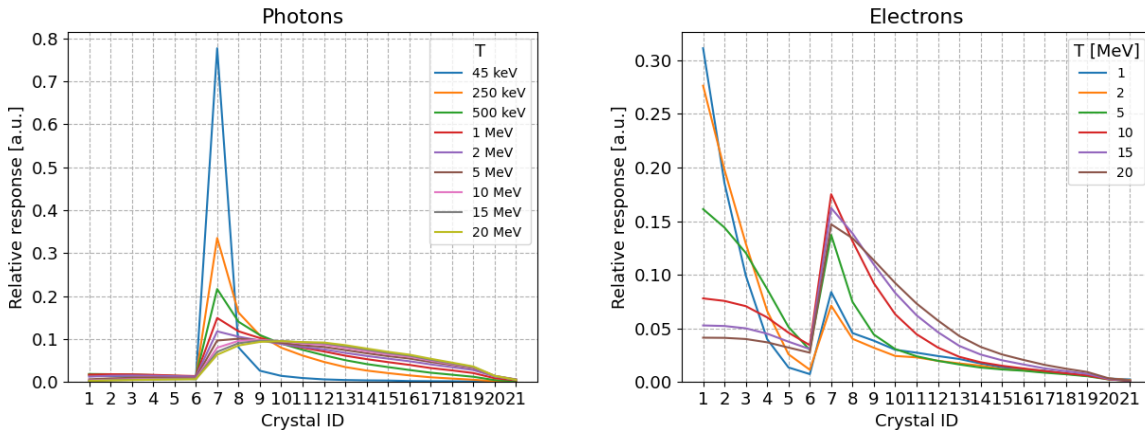 Photons
Relative response [a.u.]
0.8
0.7
0.6
0.5
0.4
0.3
0.2
0.1
0.0
1 2 3 4 5 6 7 8 9 10 11 12 13 14 15 16 17 18 19 20 21
Crystal ID
T
45 keV
250 keV
500 keV
1 MeV
2 MeV
5 MeV
10 MeV
15 MeV
20 MeV
Electrons
Relative response [a.u.]
0.30
0.25
0.20
0.15
0.10
0.05
0.00
1 2 3 4 5 6 7 8 9 10 11 12 13 14 15 16 17 18 19 20 21
Crystal ID
T [MeV]
1
2
5
10
15
20